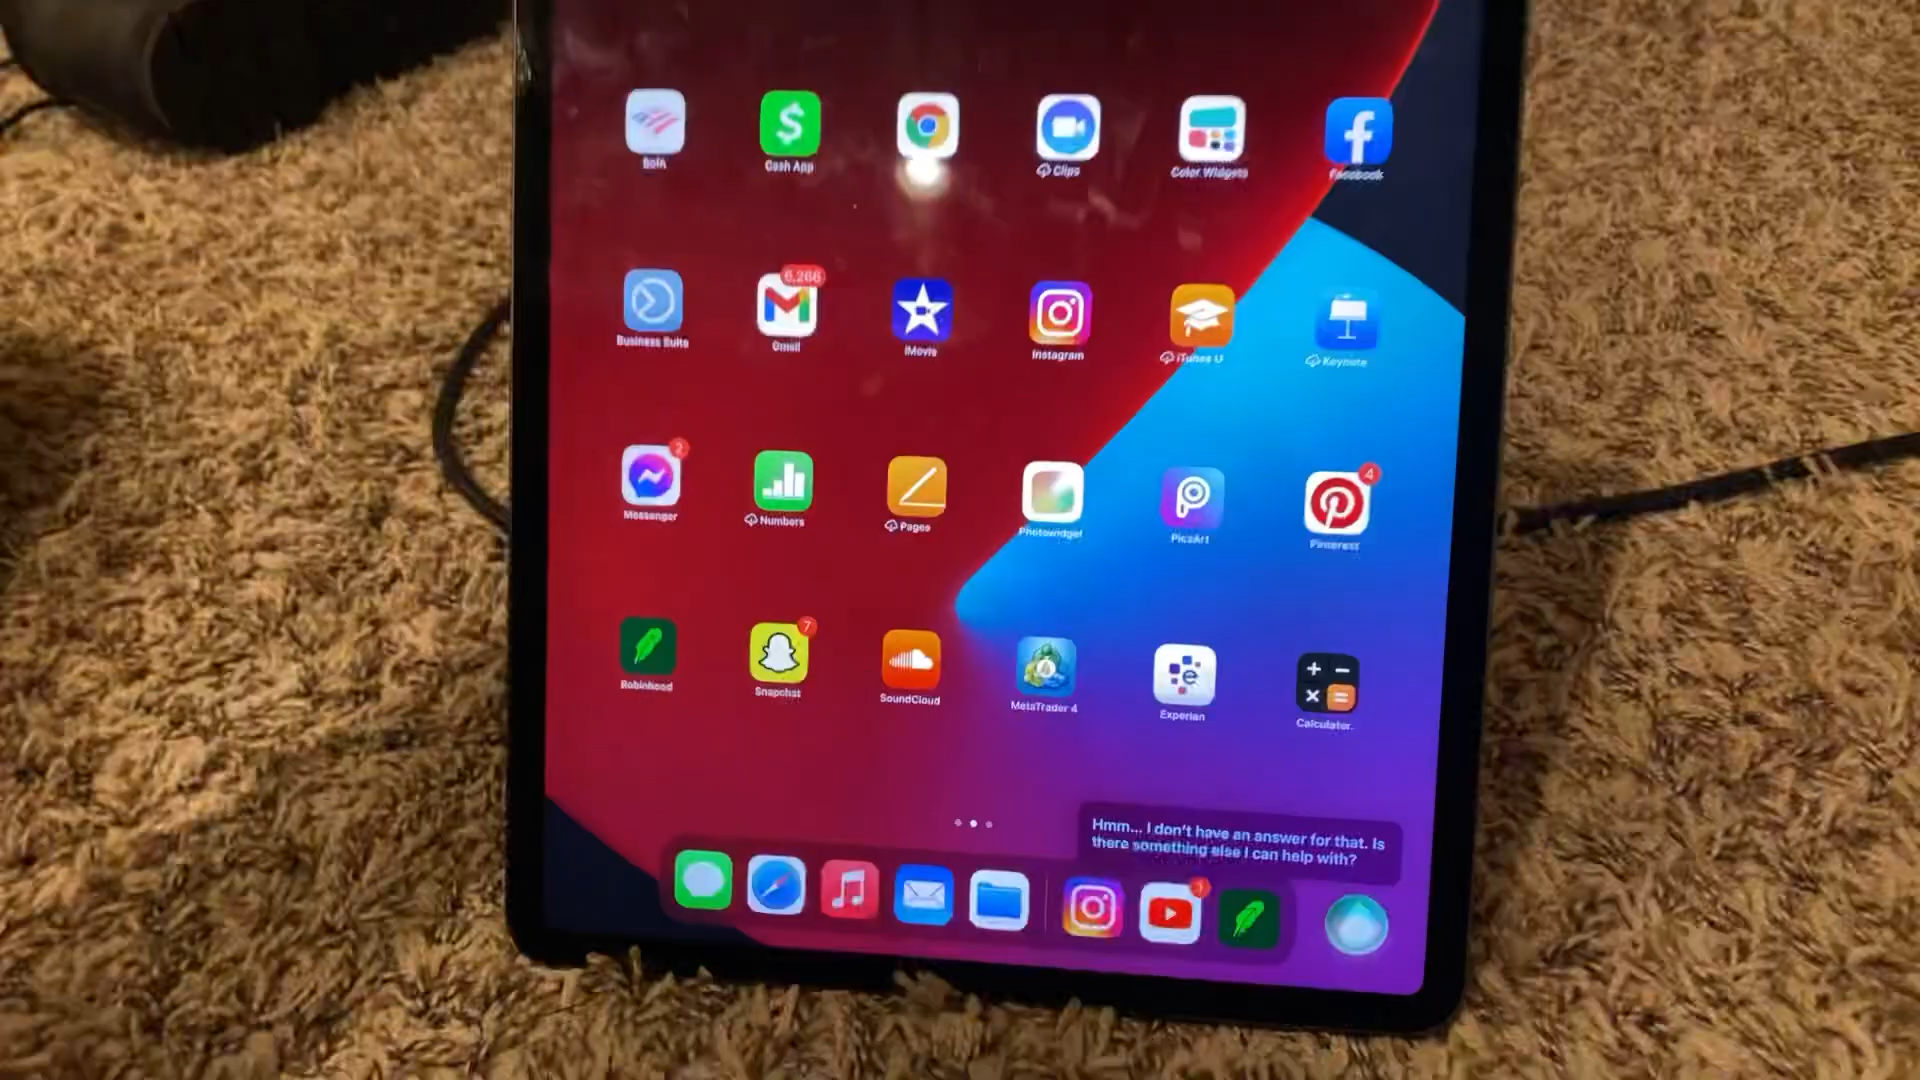 BofA
Cash App
Clips
Color Widgets
Facebook
Business Suite
6,266
Gmail
iMovie
Instagram
iTunes U
Keynote
2
Messenger
Numbers
Pages
Photowidget
PicsArt
4
Pinterest
Robinhood
7
Snapchat
SoundCloud
MetaTrader 4
Experian
Calculator.
Hmm... I don't have an answer for that. Is
there something else I can help with?